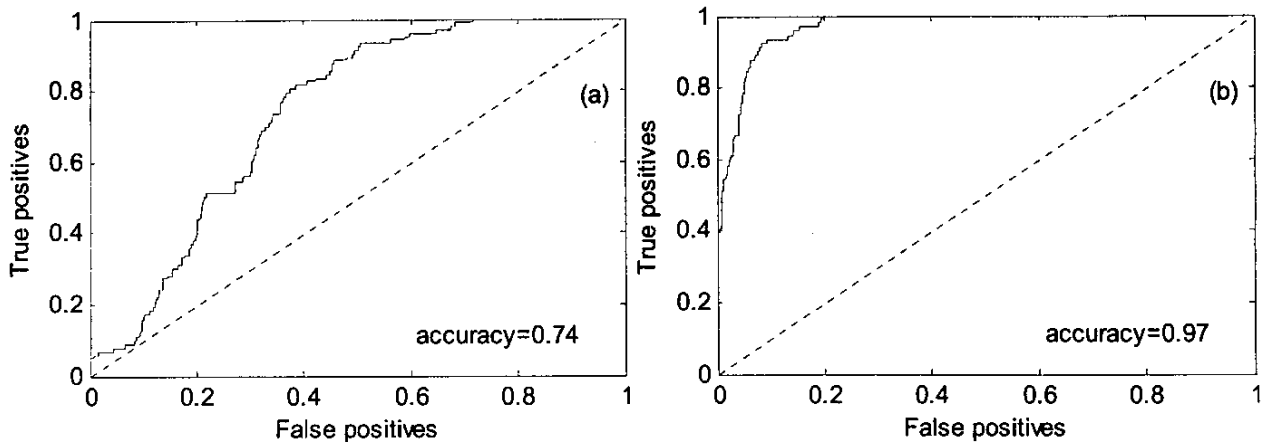 1
0.8
0.6
0.4
0.2
0
True positives
(a)
accuracy=0.74
0 0.2 0.4 0.6 0.8 1
False positives
1
0.8
0.6
0.4
0.2
0
True positives
(b)
accuracy=0.97
0 0.2 0.4 0.6 0.8 1
False positives